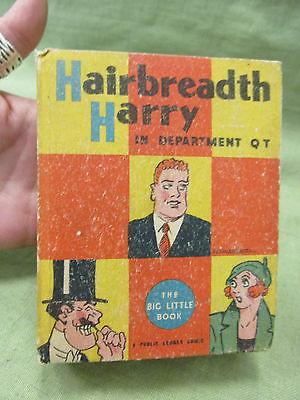 Hairbreadth
Harry
IN DEPARTMENT QT
THE
BIG LITTLE
BOOK
A PUBLIC LEDGER COMIC